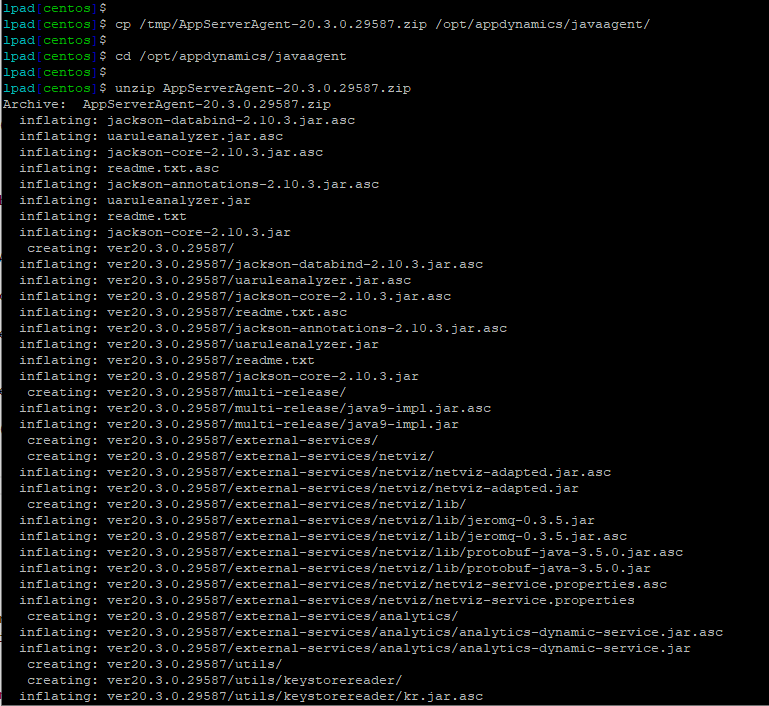 lpad[centos]$
lpad[centos]$ cp /tmp/AppServerAgent-20.3.0.29587.zip /opt/appdynamics/javaagent/
lpad[centos]$
lpad[centos]$ cd /opt/appdynamics/javaagent
lpad[centos]$
lpad[centos]$ unzip AppServerAgent-20.3.0.29587.zip
Archive:  AppServerAgent-20.3.0.29587.zip
  inflating: jackson-databind-2.10.3.jar.asc
  inflating: uaruleanalyzer.jar.asc
  inflating: jackson-core-2.10.3.jar.asc
  inflating: readme.txt.asc
  inflating: jackson-annotations-2.10.3.jar.asc
  inflating: uaruleanalyzer.jar
  inflating: readme.txt
  inflating: jackson-core-2.10.3.jar
   creating: ver20.3.0.29587/
  inflating: ver20.3.0.29587/jackson-databind-2.10.3.jar.asc
  inflating: ver20.3.0.29587/uaruleanalyzer.jar.asc
  inflating: ver20.3.0.29587/jackson-core-2.10.3.jar.asc
  inflating: ver20.3.0.29587/readme.txt.asc
  inflating: ver20.3.0.29587/jackson-annotations-2.10.3.jar.asc
  inflating: ver20.3.0.29587/uaruleanalyzer.jar
  inflating: ver20.3.0.29587/readme.txt
  inflating: ver20.3.0.29587/jackson-core-2.10.3.jar
   creating: ver20.3.0.29587/multi-release/
  inflating: ver20.3.0.29587/multi-release/java9-impl.jar.asc
  inflating: ver20.3.0.29587/multi-release/java9-impl.jar
   creating: ver20.3.0.29587/external-services/
   creating: ver20.3.0.29587/external-services/netviz/
  inflating: ver20.3.0.29587/external-services/netviz/netviz-adapted.jar.asc
  inflating: ver20.3.0.29587/external-services/netviz/netviz-adapted.jar
   creating: ver20.3.0.29587/external-services/netviz/lib/
  inflating: ver20.3.0.29587/external-services/netviz/lib/jeromq-0.3.5.jar
  inflating: ver20.3.0.29587/external-services/netviz/lib/jeromq-0.3.5.jar.asc
  inflating: ver20.3.0.29587/external-services/netviz/lib/protobuf-java-3.5.0.jar.asc
  inflating: ver20.3.0.29587/external-services/netviz/lib/protobuf-java-3.5.0.jar
  inflating: ver20.3.0.29587/external-services/netviz/netviz-service.properties.asc
  inflating: ver20.3.0.29587/external-services/netviz/netviz-service.properties
   creating: ver20.3.0.29587/external-services/analytics/
  inflating: ver20.3.0.29587/external-services/analytics/analytics-dynamic-service.jar.asc
  inflating: ver20.3.0.29587/external-services/analytics/analytics-dynamic-service.jar
   creating: ver20.3.0.29587/utils/
   creating: ver20.3.0.29587/utils/keystorereader/
  inflating: ver20.3.0.29587/utils/keystorereader/kr.jar.asc